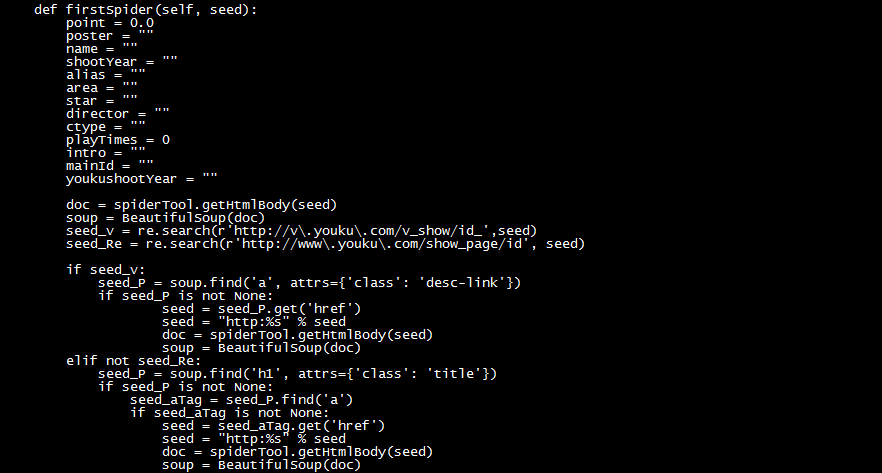 def firstSpider(self, seed):
point = 0.0
poster = ""
name = ""
shootYear = ""
alias = ""
area = ""
star = ""
director = ""
ctype = ""
playTimes = 0
intro = ""
mainId = ""
youkushootYear = ""
doc = spiderTool.getHtmlBody(seed)
soup = BeautifulSoup(doc)
seed_v = re.search(r'http://v\.youku\.com/v_show/id_',seed)
seed_Re = re.search(r'http://www\.youku\.com/show_page/id', seed)
if seed_v:
seed_P = soup.find('a', attrs={'class': 'desc-link'})
if seed_P is not None:
seed = seed_P.get('href')
seed = "http:%s" % seed
doc = spiderTool.getHtmlBody(seed)
soup = BeautifulSoup(doc)
elif not seed_Re:
seed_P = soup.find('h1', attrs={'class': 'title'})
if seed_P is not None:
seed_aTag = seed_P.find('a')
if seed_aTag is not None:
seed = seed_aTag.get('href')
seed = "http:%s" % seed
doc = spiderTool.getHtmlBody(seed)
soup = BeautifulSoup(doc)